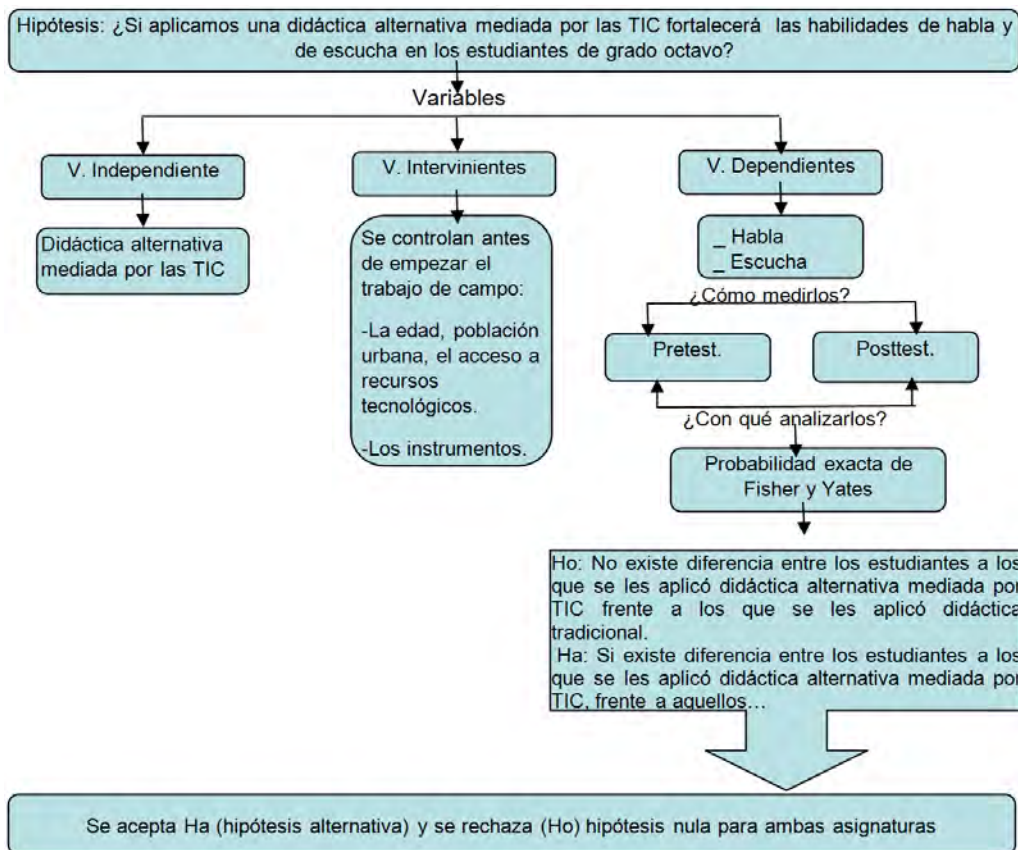 Hipótesis: ¿Si aplicamos una didáctica alternativa mediada por las TIC fortalecerá las habilidades de habla y
de escucha en los estudiantes de grado octavo?
Variables
V. Independiente
Didáctica alternativa
mediada por las TIC
V. Intervinientes
Se controlan antes
de empezar el
trabajo de campo:
-La edad, población
urbana, el acceso a
recursos
tecnológicos.
-Los instrumentos.
V. Dependientes
_ Habla
_ Escucha
¿Cómo medirlos?
Pretest.
Posttest.
¿Con qué analizarlos?
Probabilidad exacta de
Fisher y Yates
Ho: No existe diferencia entre los estudiantes a los
que se les aplicó didáctica alternativa mediada por
TIC frente a los que se les aplicó didáctica
tradicional.
Ha: Si existe diferencia entre los estudiantes a los
que se les aplicó didáctica alternativa mediada por
TIC, frente a aquellos…
Se acepta Ha (hipótesis alternativa) y se rechaza (Ho) hipótesis nula para ambas asignaturas